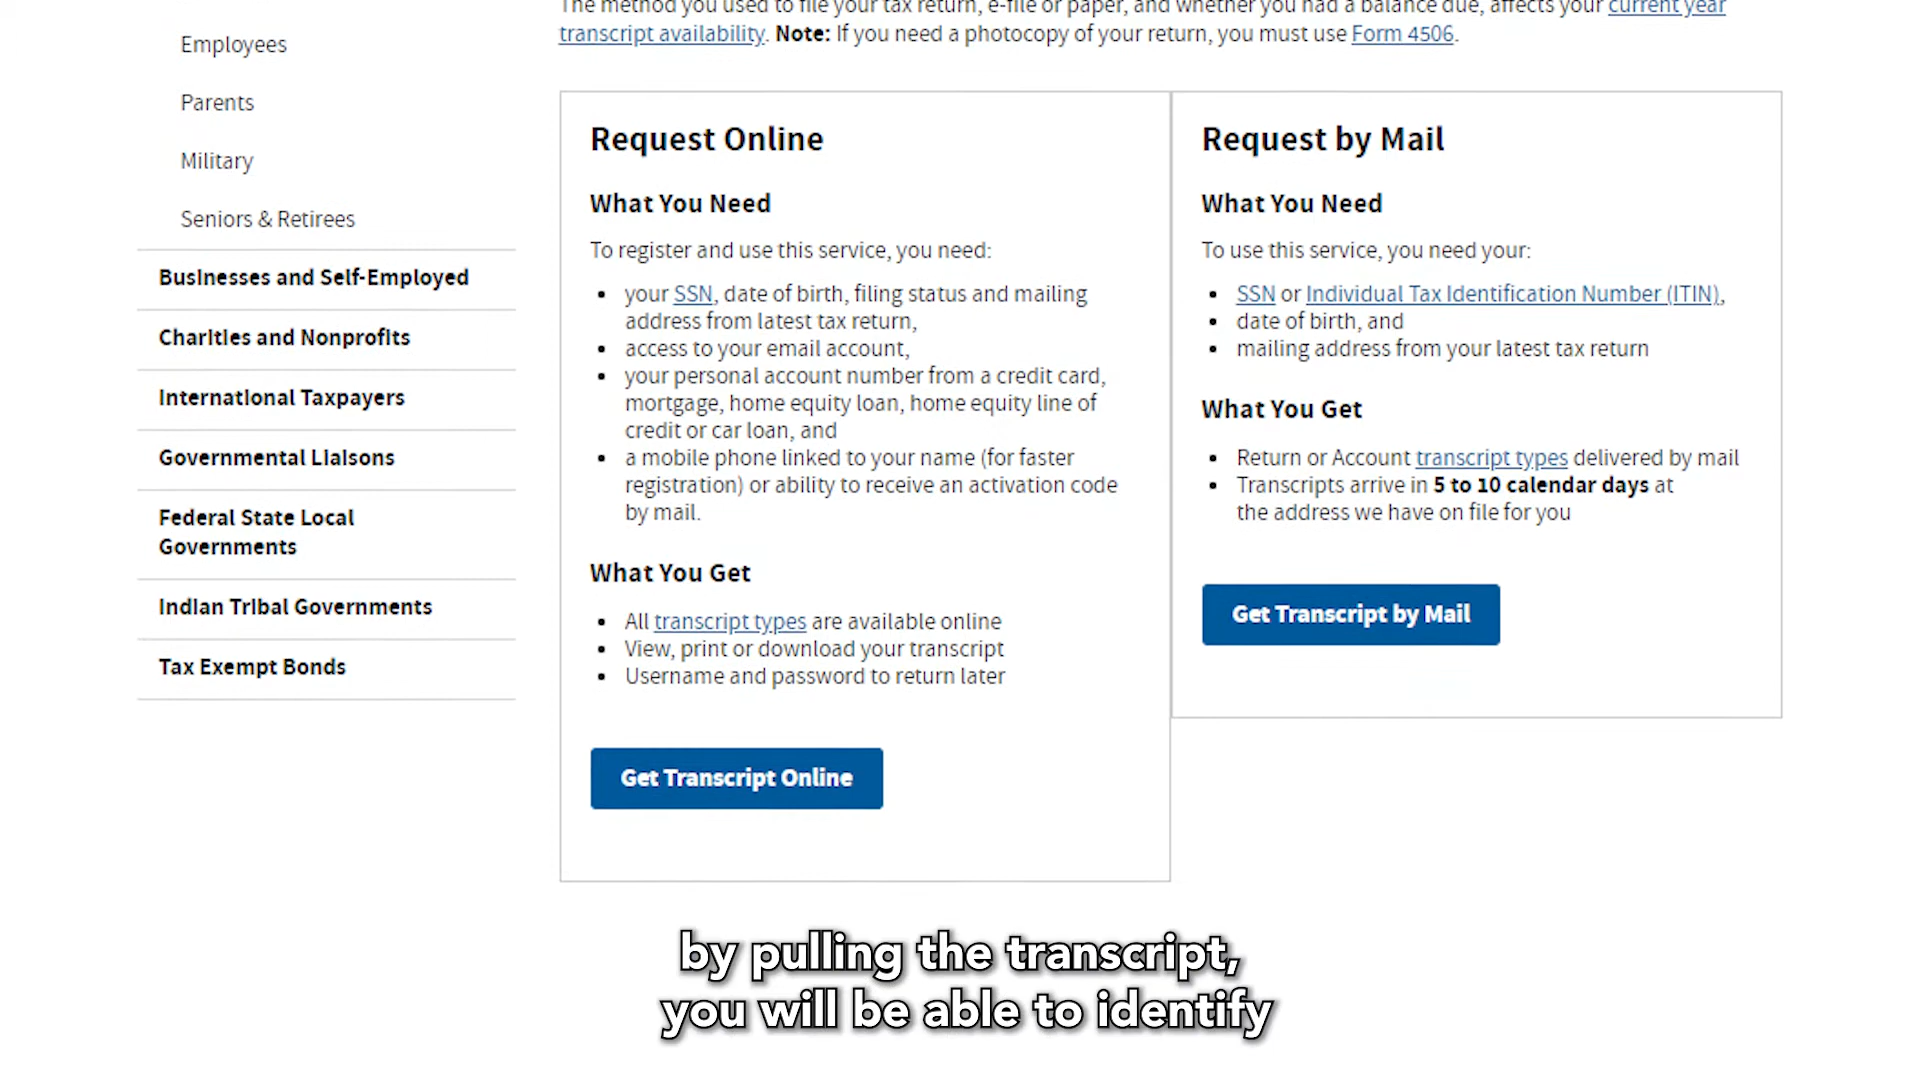 The method you used to file your tax return, e-file or paper, and whether you had a balance due, affects your current year
transcript availability. Note: If you need a photocopy of your return, you must use Form 4506.
Employees
Parents
Military
Seniors & Retirees
Businesses and Self-Employed
Charities and Nonprofits
International Taxpayers
Governmental Liaisons
Federal State Local
Governments
Indian Tribal Governments
Tax Exempt Bonds
Request Online
What You Need
To register and use this service, you need:
• your SSN, date of birth, filing status and mailing
address from latest tax return,
• access to your email account,
• your personal account number from a credit card,
mortgage, home equity loan, home equity line of
credit or car loan, and
• a mobile phone linked to your name (for faster
registration) or ability to receive an activation code
by mail.
What You Get
• All transcript types are available online
• View, print or download your transcript
• Username and password to return later
Get Transcript Online
Request by Mail
What You Need
To use this service, you need your:
• SSN or Individual Tax Identification Number (ITIN),
• date of birth, and
• mailing address from your latest tax return
What You Get
• Return or Account transcript types delivered by mail
• Transcripts arrive in 5 to 10 calendar days at
the address we have on file for you
Get Transcript by Mail
by pulling the transcript,
you will be able to identify